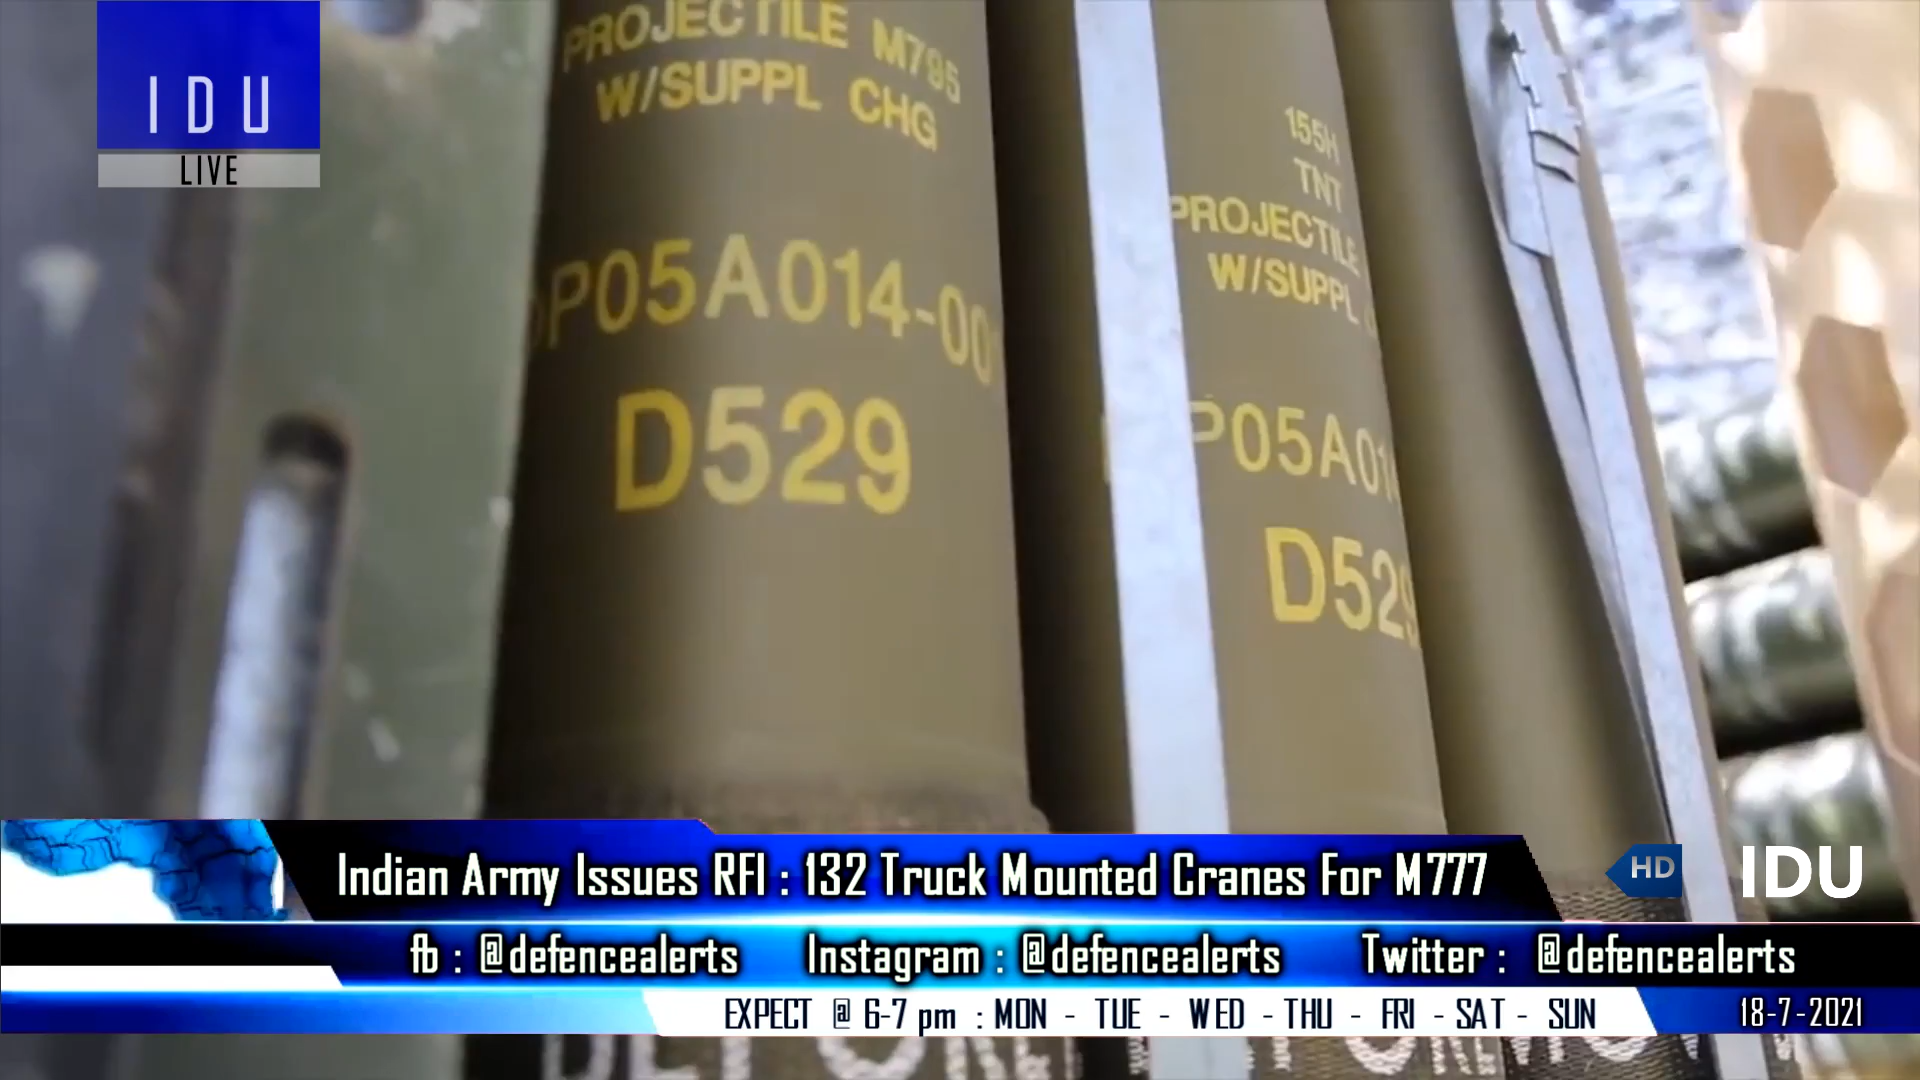 IDU
LIVE
PROJECTILE M795
W/SUPPL CHG
P05A014-00
D529
155H
TNT
PROJECTILE
W/SUPPL
P05A01
D529
Indian Army Issues RFI : 132 Truck Mounted Cranes For M777
HD IDU
fb : @defencealerts Instagram : @defencealerts Twitter : @defencealerts
EXPECT @ 6-7 pm : MON - TUE - WED - THU - FRI - SAT - SUN 18-7-2021